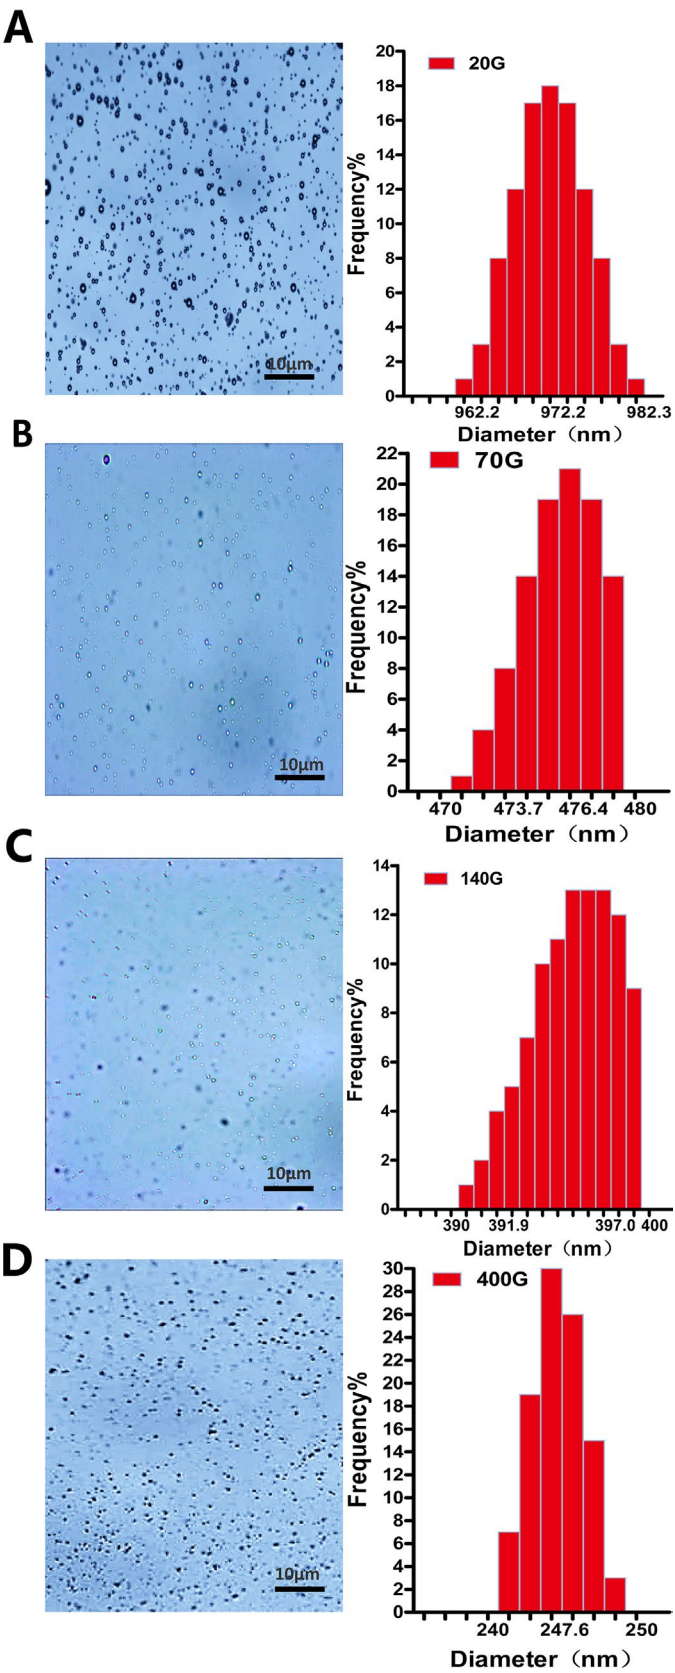 A
10μm
20
18
16
14
12
10
8
6
4
2
0
Frequency%
20G
962.2 972.2 982.3
Diameter（nm）
B
10μm
22
20
18
16
14
12
10
8
6
4
2
0
Frequency%
70G
470 473.7 476.4 480
Diameter（nm）
C
10μm
14
12
10
8
6
4
2
0
Frequency%
140G
390 391.9 397.0 400
Diameter（nm）
D
10μm
30
28
26
24
22
20
18
16
14
12
10
8
6
4
2
0
Frequency%
400G
240 247.6 250
Diameter（nm）